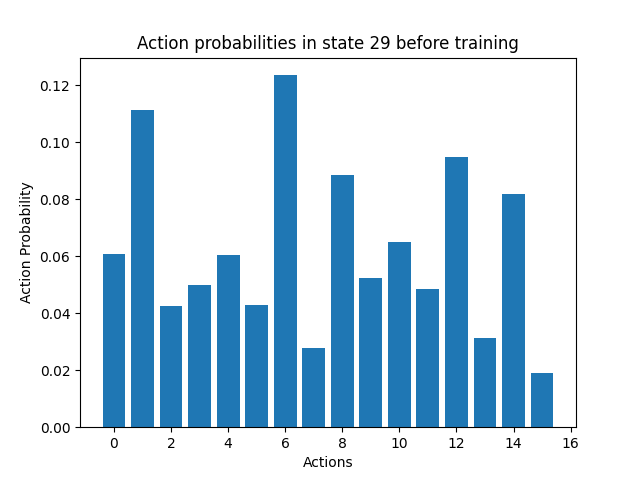 Action probabilities in state 29 before training
0.12
0.10
0.08
0.06
0.04
0.02
0.00
Action Probability
0 2 4 6 8 10 12 14 16
Actions